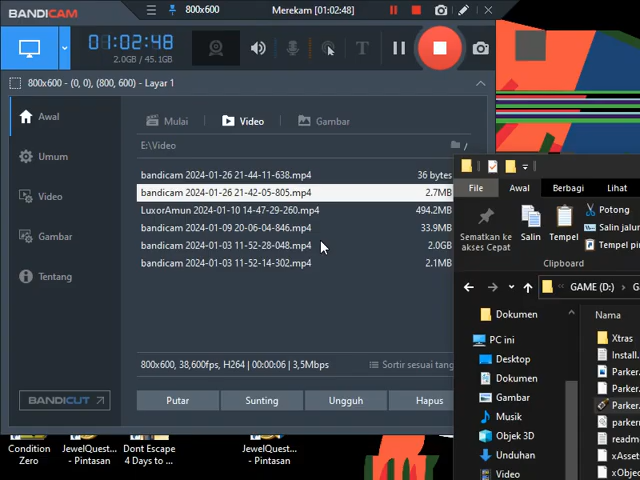 BANDICAM
800x600
Merekam [01:02:48]
01:02:48
2.0GB / 45.1GB
T
800x600 - (0, 0), (800, 600) - Layar 1
Awal
Umum
Video
Gambar
Tentang
BANDICUT
Mulai
Video
Gambar
E:\Video
bandicam 2024-01-26 21-44-11-638.mp4 36 bytes
bandicam 2024-01-26 21-42-05-805.mp4 2.7MB
LuxorAmun 2024-01-10 14-47-29-260.mp4 494.2MB
bandicam 2024-01-09 20-06-04-846.mp4 33.9MB
bandicam 2024-01-03 11-52-28-048.mp4 2.0GB
bandicam 2024-01-03 11-52-14-302.mp4 2.1MB
800x600, 38,600fps, H264 | 00:00:06 | 3,5Mbps
Sortir sesuai tang
Putar
Sunting
Ungguh
Hapus
File
Awal
Berbagi
Lihat
Sematkan ke
akses Cepat
Salin
Tempel
Potong
Salin jalur
Tempel pin
Clipboard
GAME (D:)
Dokumen
PC ini
Desktop
Dokumen
Gambar
Musik
Objek 3D
Unduhan
Video
Name
Xtras
Install.
Parker.
Parker.
Parker.
parker
readm
xAsset
xObje
Condition
Zero
JewelQuest...
- Pintasan
Dont Escape
4 Days to ...
JewelQuest...
- Pintasan